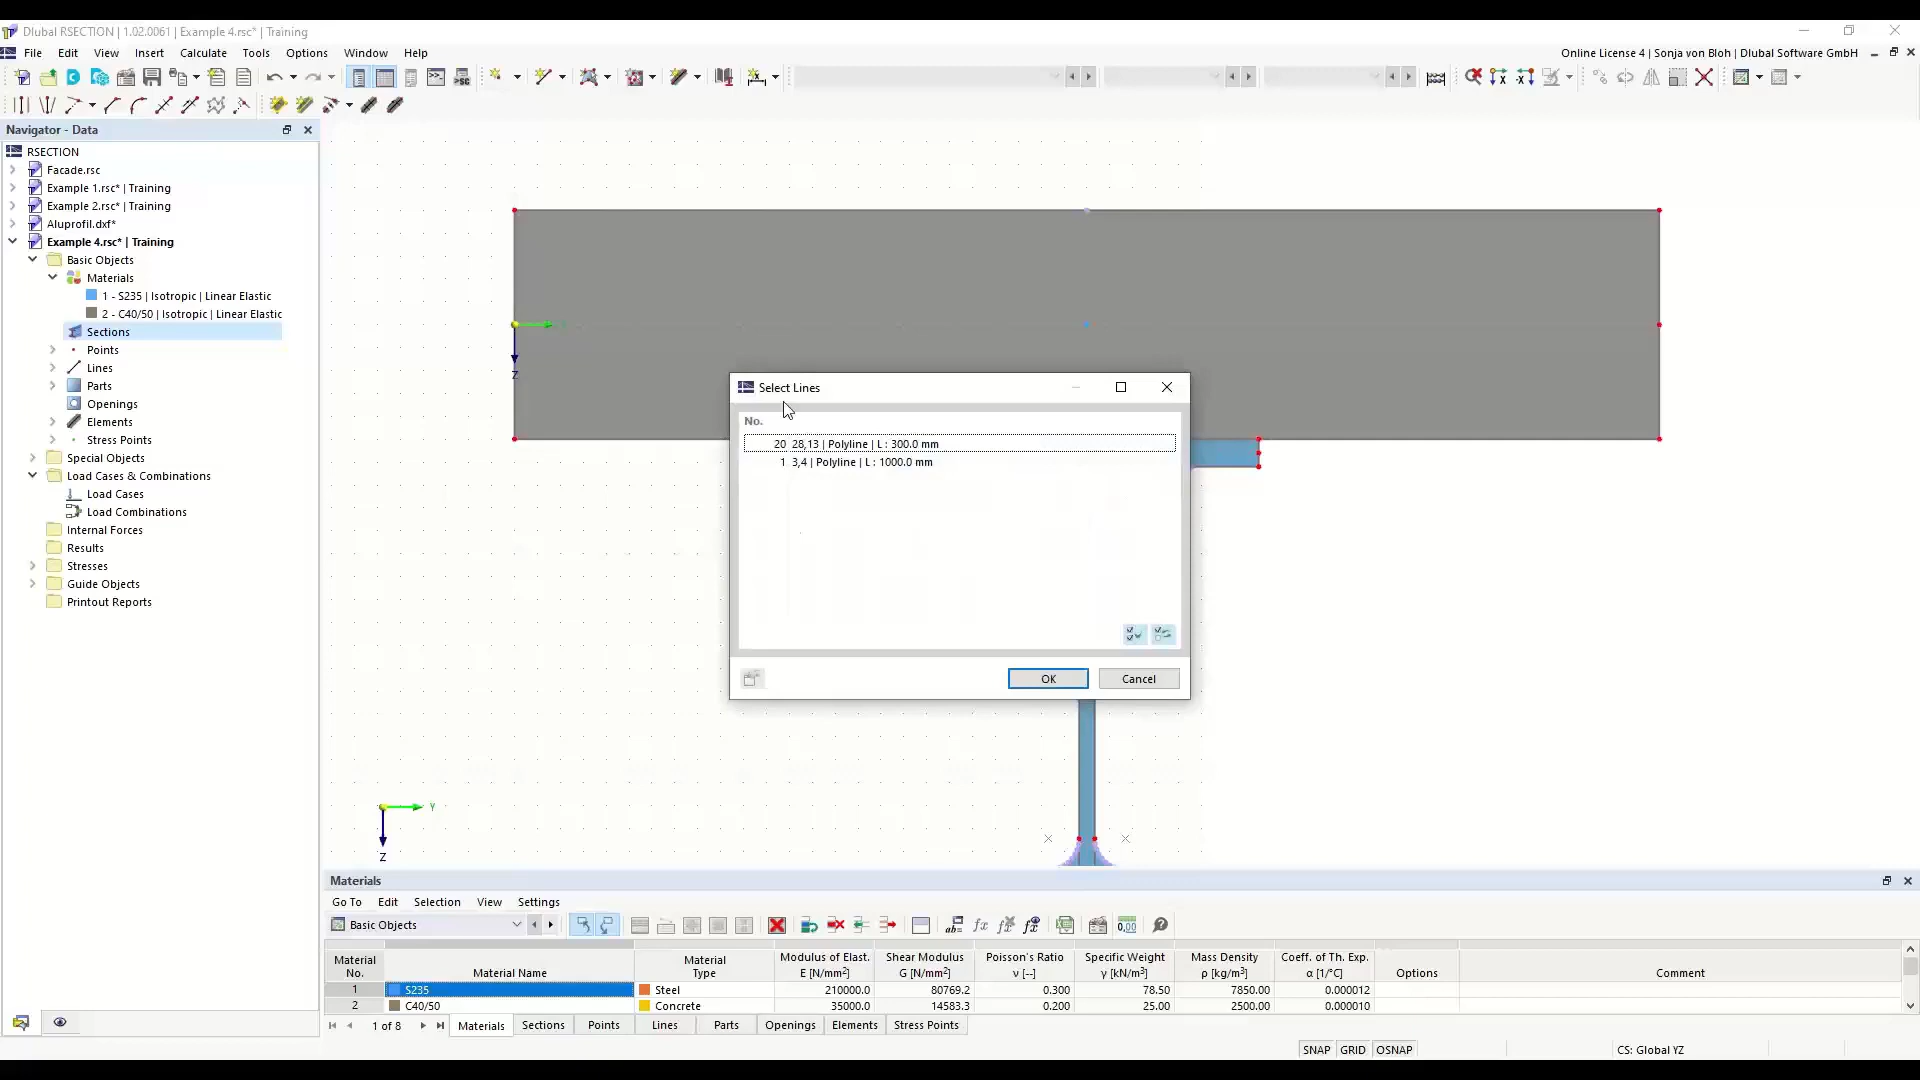 Dlubal RSECTION | 1.02.0061 | Example 4.rsc* | Training
File Edit View Insert Calculate Tools Options Window Help
Online License 4 | Sonja von Bloh | Dlubal Software GmbH
Navigator - Data
RSECTION
Facade.rsc
Example 1.rsc* | Training
Example 2.rsc* | Training
Aluprofil.dxf*
Example 4.rsc* | Training
Basic Objects
Materials
1 - S235 | Isotropic | Linear Elastic
2 - C40/50 | Isotropic | Linear Elastic
Sections
Points
Lines
Parts
Openings
Elements
Stress Points
Special Objects
Load Cases & Combinations
Load Cases
Load Combinations
Internal Forces
Results
Stresses
Guide Objects
Printout Reports
Z
Select Lines
No.
20 28,13 | Polyline | L : 300.0 mm
1 3,4 | Polyline | L : 1000.0 mm
OK Cancel
Y
Z
Materials
Go To Edit Selection View Settings
Basic Objects
Material No. Material Name Material Type Modulus of Elast. E [N/mm²] Shear Modulus G [N/mm²] Poisson's Ratio ν [--] Specific Weight γ [kN/m³] Mass Density ρ [kg/m³] Coeff. of Th. Exp. α [1/°C] Options Comment
1 S235 Steel 210000.0 80769.2 0.300 78.50 7850.00 0.000012
2 C40/50 Concrete 35000.0 14583.3 0.200 25.00 2500.00 0.000010
1 of 8 Materials Sections Points Lines Parts Openings Elements Stress Points
SNAP GRID OSNAP CS: Global YZ